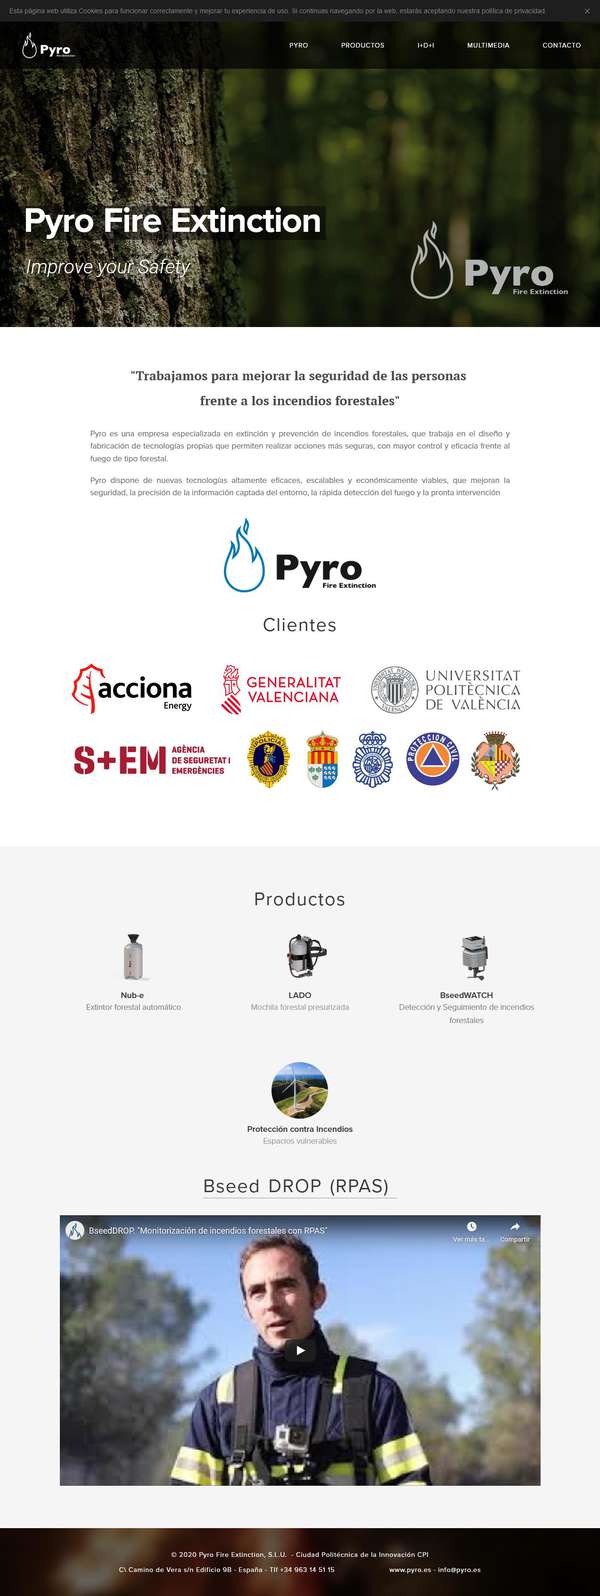 Esta página web utiliza Cookies para funcionar correctamente y mejorar tu experiencia de uso. Si continuas navegando por la web, estarás aceptando nuestra política de privacidad.
×
Pyro
Fire Extinction
PYRO PRODUCTOS I+D+I MULTIMEDIA CONTACTO
Pyro Fire Extinction
Improve your Safety
Pyro
Fire Extinction
"Trabajamos para mejorar la seguridad de las personas
frente a los incendios forestales"
Pyro es una empresa especializada en extinción y prevención de incendios forestales, que trabaja en el diseño y
fabricación de tecnologías propias que permiten realizar acciones más seguras, con mayor control y eficacia frente al
fuego de tipo forestal.
Pyro dispone de nuevas tecnologías altamente eficaces, escalables y económicamente viables, que mejoran la
seguridad, la precisión de la información captada del entorno, la rápida detección del fuego y la pronta intervención
Pyro
Fire Extinction
Clientes
acciona
Energy
GENERALITAT
VALENCIANA
UNIVERSITAT
POLITÈCNICA
DE VALÈNCIA
S+EM
AGÈNCIA
DE SEGURETAT I
EMERGÈNCIES
POLICIA
PROTECCION CIVIL
Productos
Nub-e
Extintor forestal automático
LADO
Mochila forestal presurizada
BseedWATCH
Detección y Seguimiento de incendios
forestales
Protección contra Incendios
Espacios vulnerables
Bseed DROP (RPAS)
BseedDROP. "Monitorización de incendios forestales con RPAS"
Ver más ta...
Compartir
© 2020 Pyro Fire Extinction, S.L.U. - Ciudad Politécnica de la Innovación CPI
C\ Camino de Vera s/n Edificio 9B - España - Tlf +34 963 14 51 15 www.pyro.es - info@pyro.es